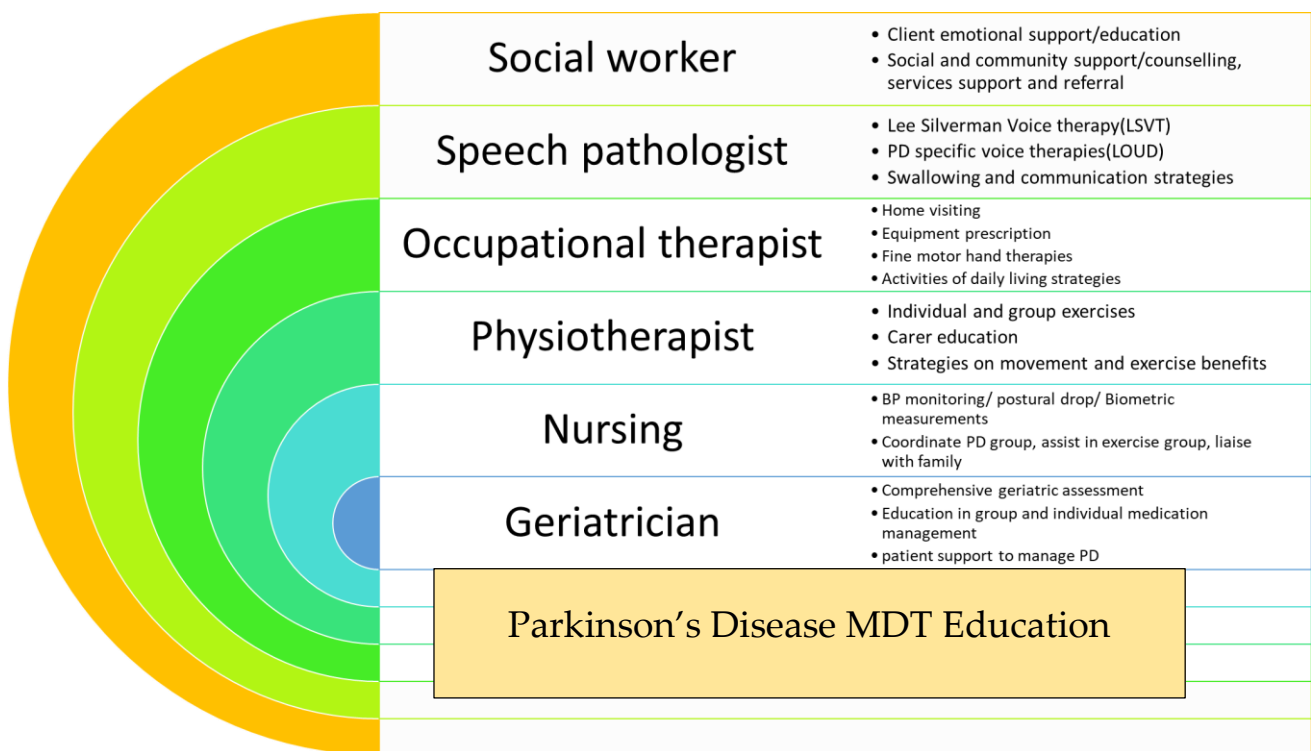 Social worker
• Client emotional support/education
• Social and community support/counselling,
services support and referral
Speech pathologist
• Lee Silverman Voice therapy(LSVT)
• PD specific voice therapies(LOUD)
• Swallowing and communication strategies
Occupational therapist
• Home visiting
• Equipment prescription
• Fine motor hand therapies
• Activities of daily living strategies
Physiotherapist
• Individual and group exercises
• Carer education
• Strategies on movement and exercise benefits
Nursing
• BP monitoring/ postural drop/ Biometric
measurements
• Coordinate PD group, assist in exercise group, liaise
with family
Geriatrician
• Comprehensive geriatric assessment
• Education in group and individual medication
management
• patient support to manage PD
Parkinson’s Disease MDT Education